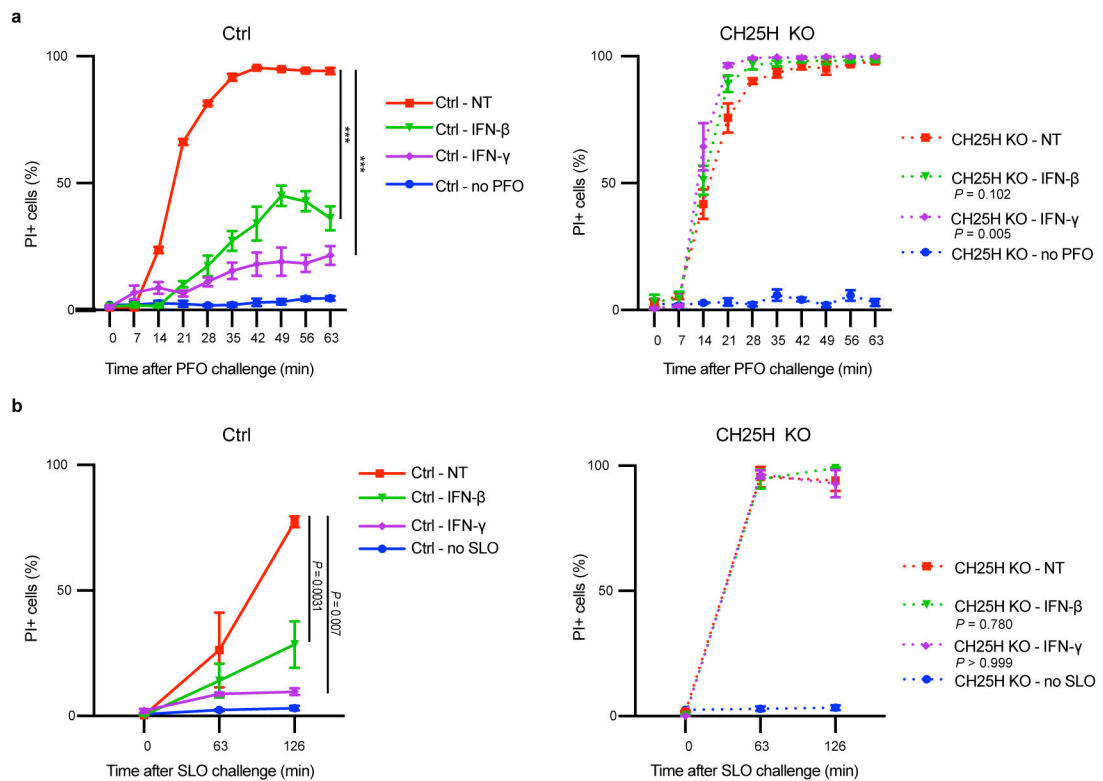 a
Ctrl
100
50
0
PI+ cells (%)
0 7 14 21 28 35 42 49 56 63
Time after PFO challenge (min)
***
***
Ctrl - NT
Ctrl - IFN-β
Ctrl - IFN-γ
Ctrl - no PFO
CH25H KO
100
50
0
PI+ cells (%)
0 7 14 21 28 35 42 49 56 63
Time after PFO challenge (min)
CH25H KO - NT
CH25H KO - IFN-β
P = 0.102
CH25H KO - IFN-γ
P = 0.005
CH25H KO - no PFO
b
Ctrl
100
50
0
PI+ cells (%)
0 63 126
Time after SLO challenge (min)
P = 0.0031
P = 0.007
Ctrl - NT
Ctrl - IFN-β
Ctrl - IFN-γ
Ctrl - no SLO
CH25H KO
100
50
0
PI+ cells (%)
0 63 126
Time after SLO challenge (min)
CH25H KO - NT
CH25H KO - IFN-β
P = 0.780
CH25H KO - IFN-γ
P > 0.999
CH25H KO - no SLO